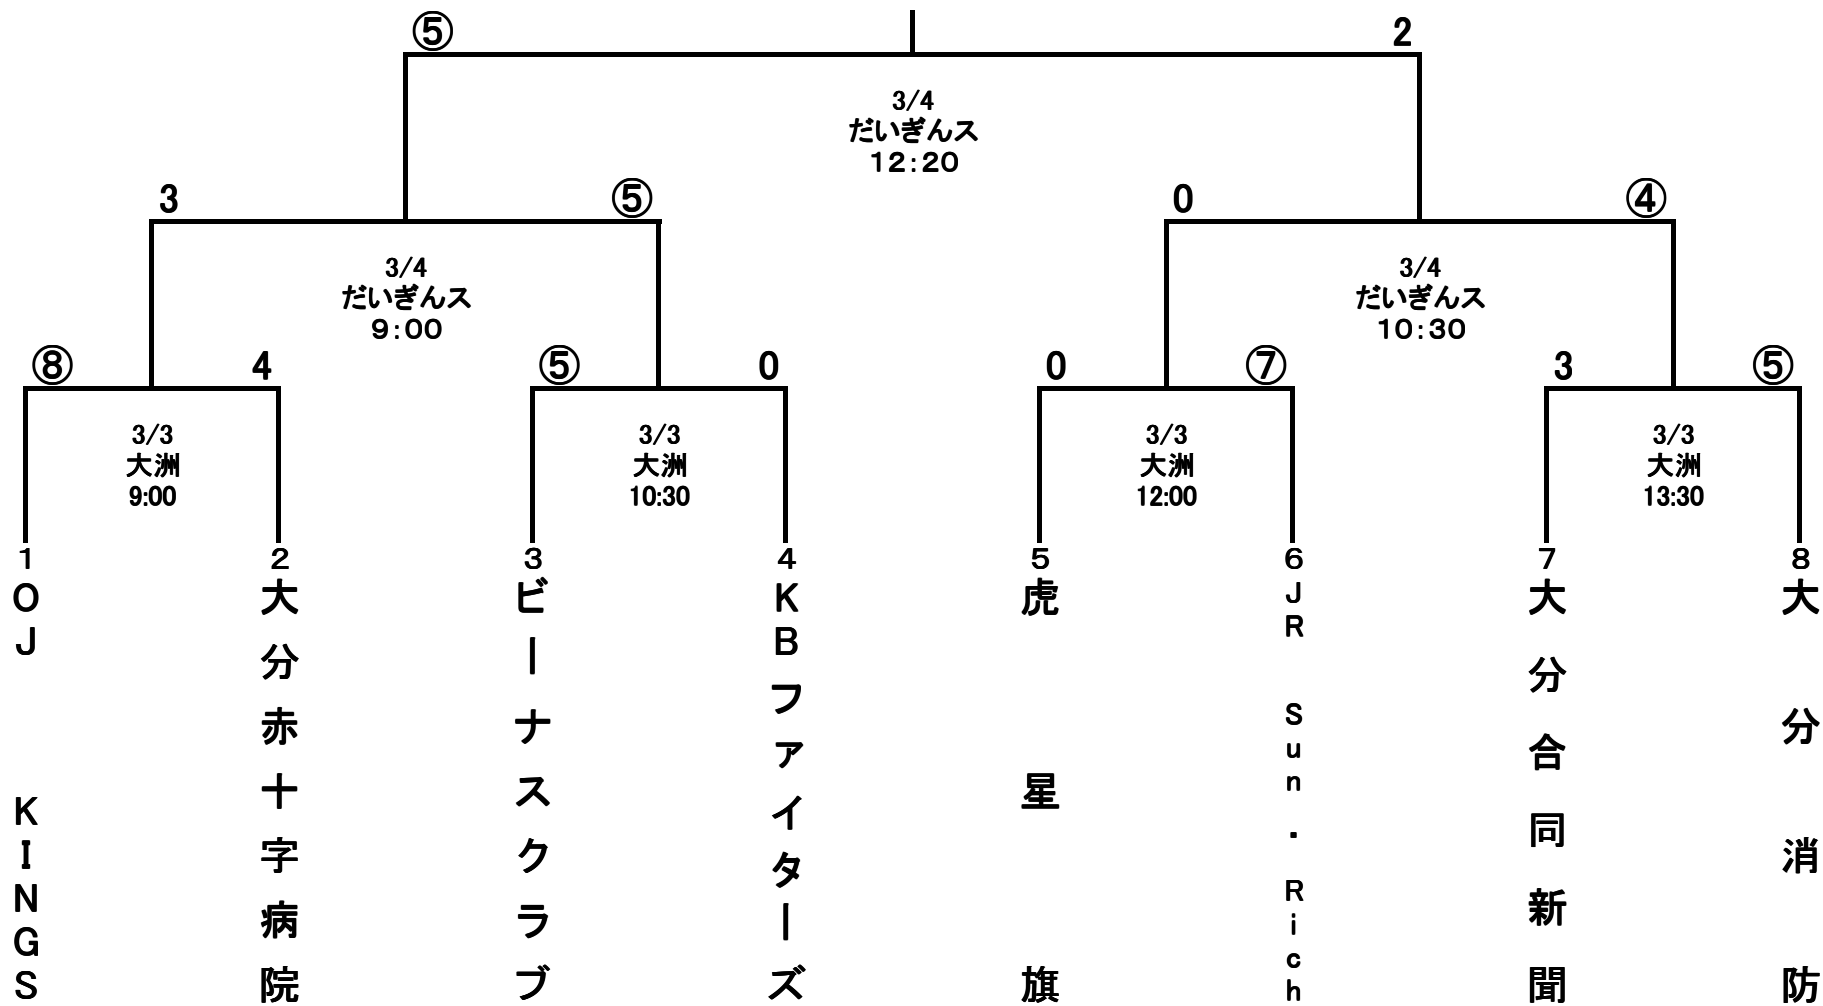 ⑤ 2
3/4
だいぎんス
12:20
3 ⑤ 0 ④
3/4
だいぎんス
9:00
3/4
だいぎんス
10:30
⑧ 4 ⑤ 0 0 ⑦ 3 ⑤
3/3
大洲
9:00
3/3
大洲
10:30
3/3
大洲
12:00
3/3
大洲
13:30
1
OJ KINGS
2
大分赤十字病院
3
ビーナスクラブ
4
KBファイターズ
5
虎星旗
6
JR Sun・Rich
7
大分合同新聞
8
大分消防